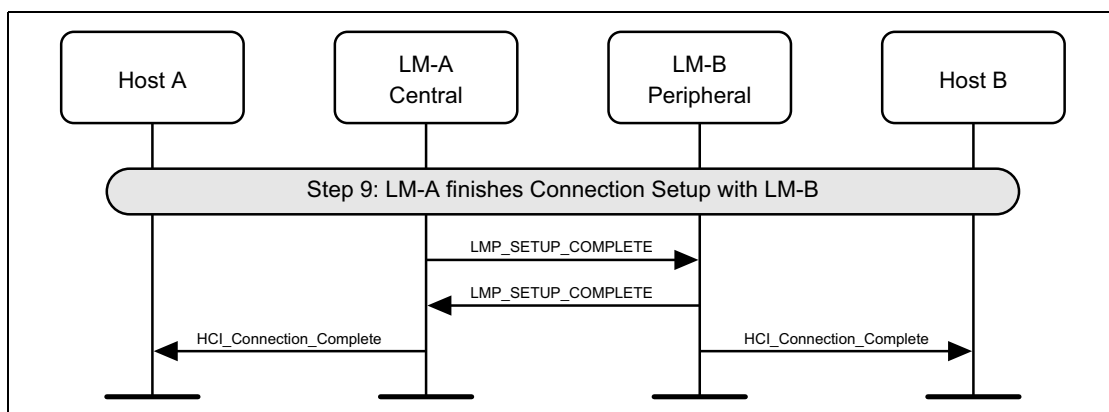 Host A
LM-A
Central
LM-B
Peripheral
Host B
Step 9: LM-A finishes Connection Setup with LM-B
LMP_SETUP_COMPLETE
LMP_SETUP_COMPLETE
HCI_Connection_Complete
HCI_Connection_Complete